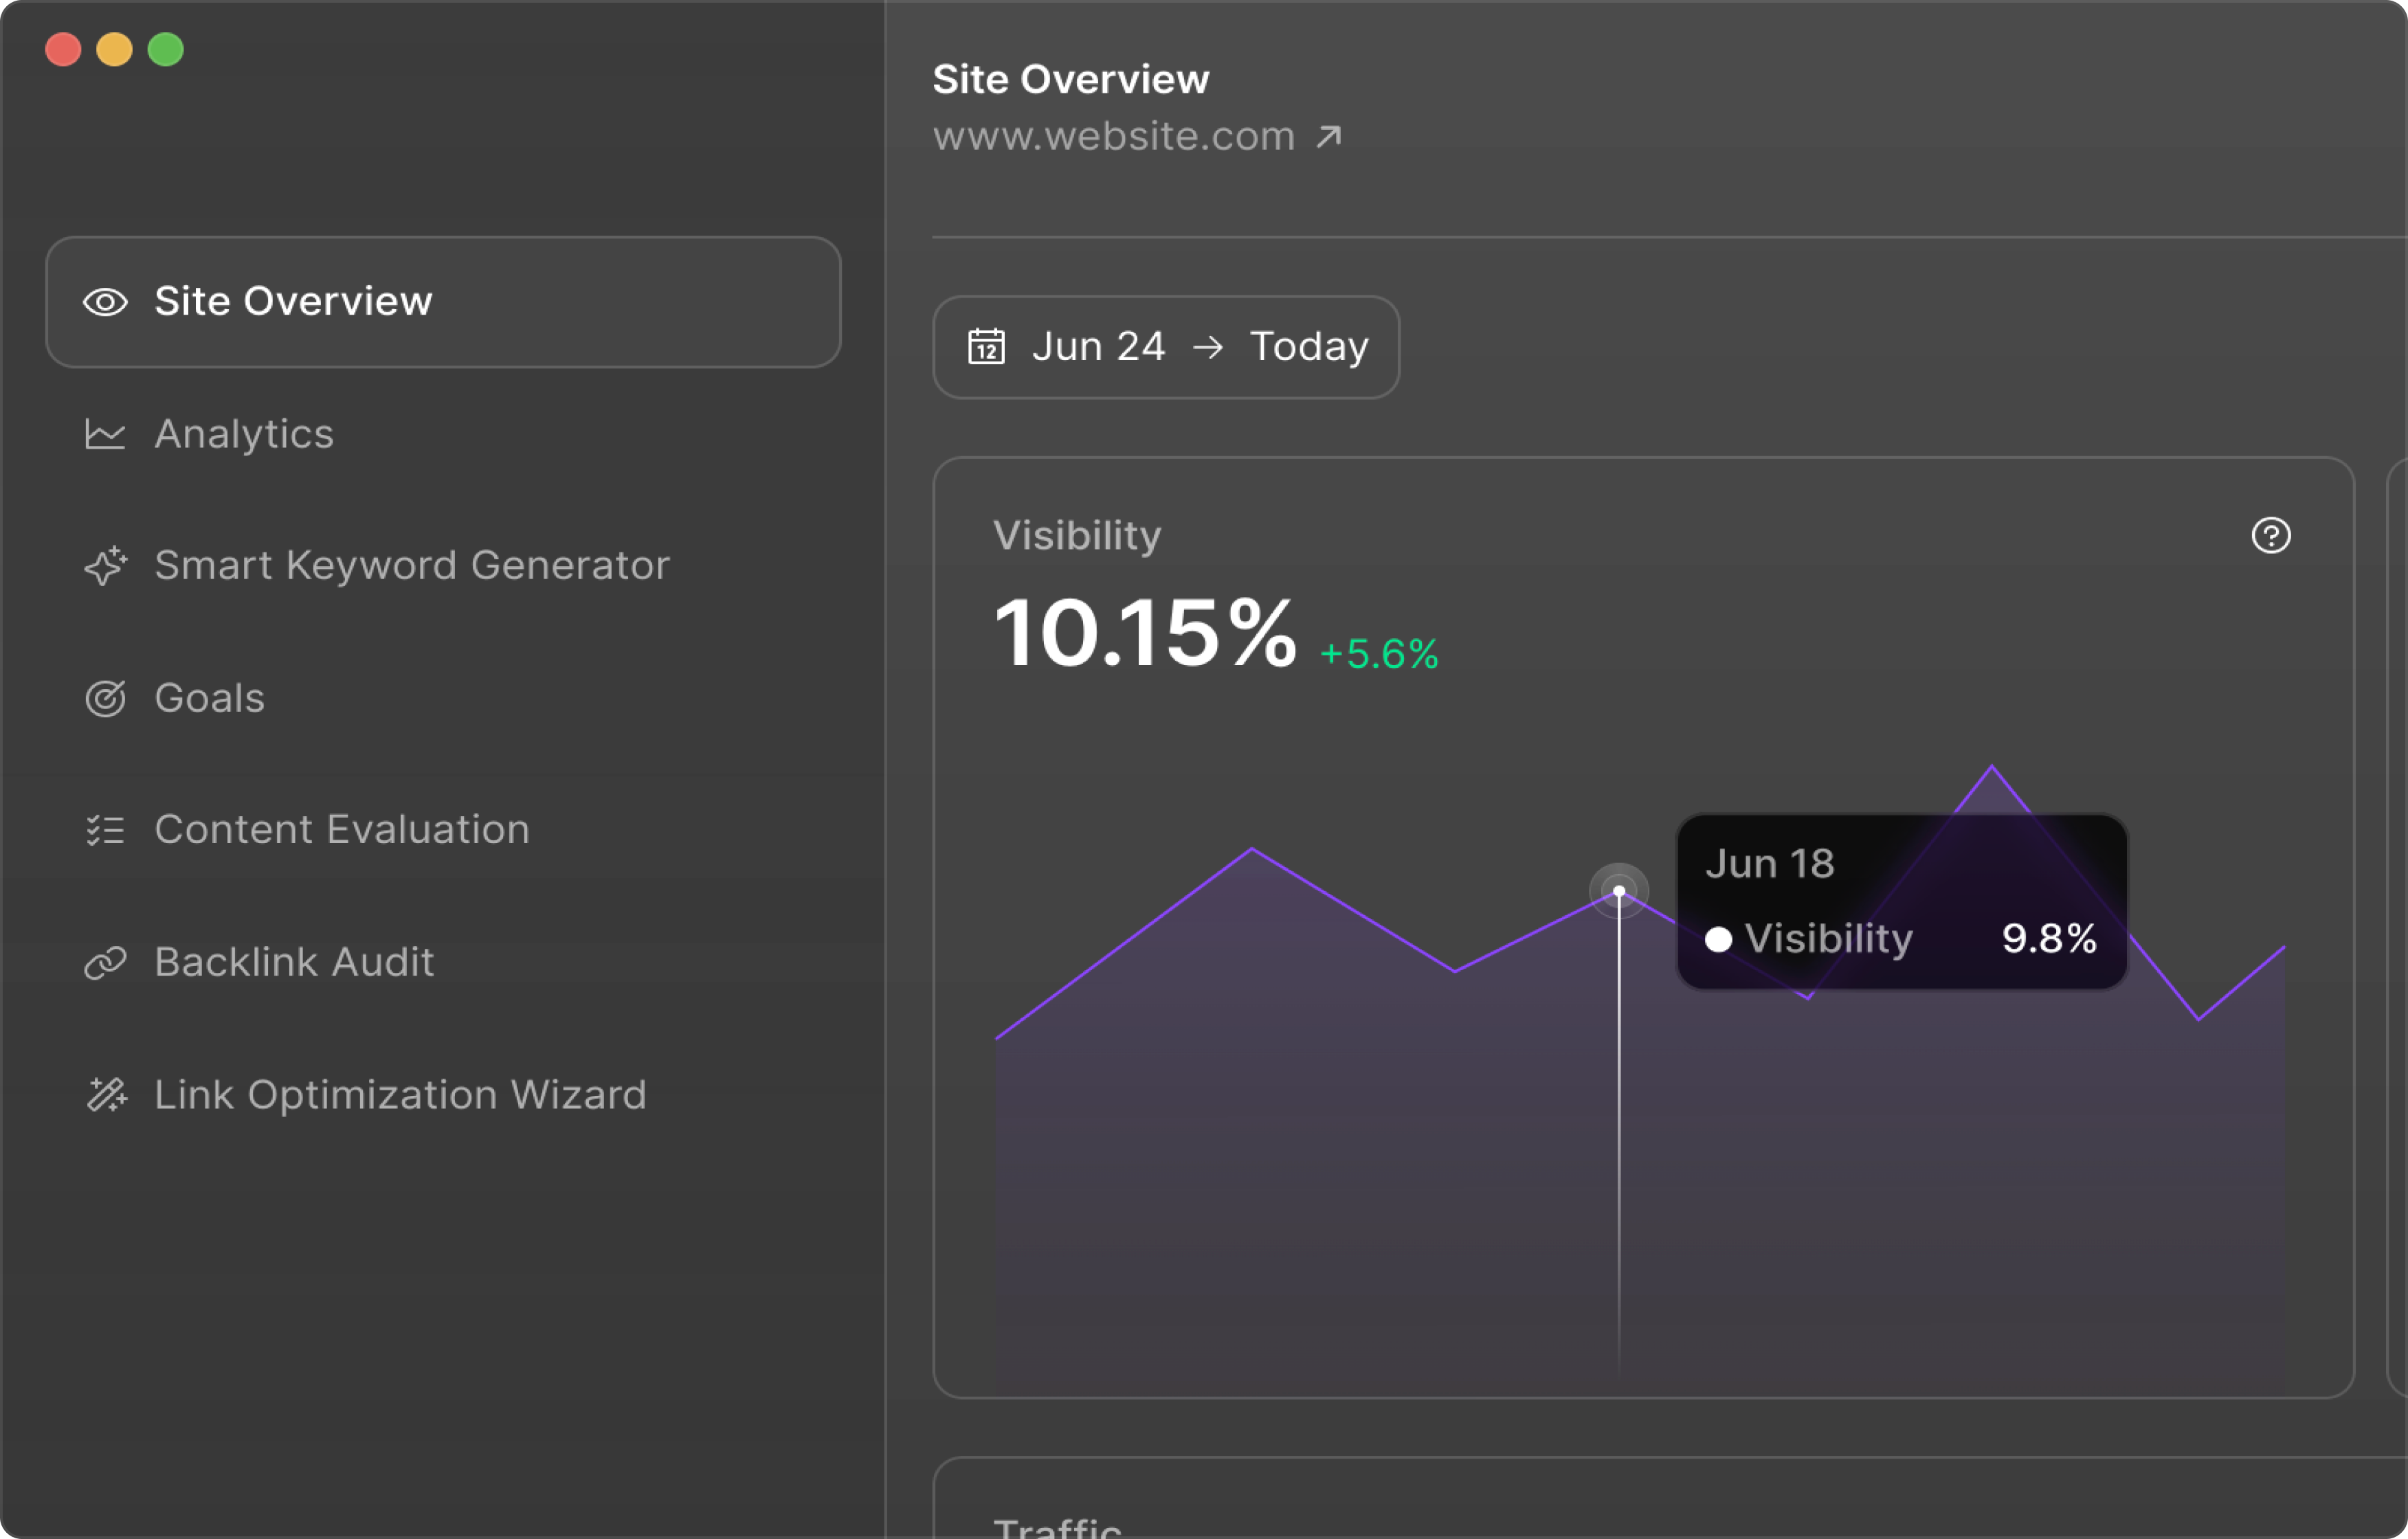 Site Overview
Analytics
Smart Keyword Generator
Goals
Content Evaluation
Backlink Audit
Link Optimization Wizard
Site Overview
www.website.com
12 Jun 24 → Today
Visibility
10.15% +5.6%
Jun 18
Visibility 9.8%
Traffic